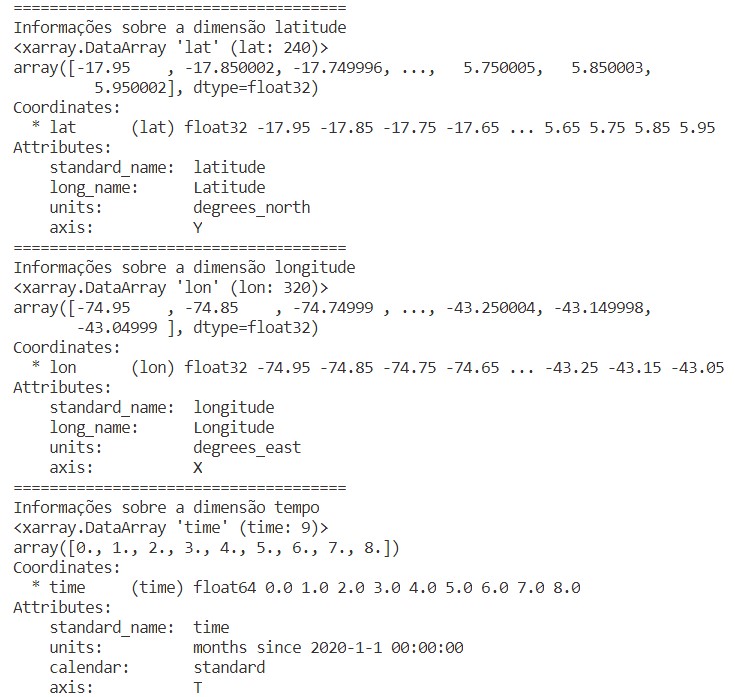 =====================================
Informações sobre a dimensão latitude
<xarray.DataArray 'lat' (lat: 240)>
array([-17.95    , -17.850002, -17.749996, ...,   5.750005,   5.850003,
         5.950002], dtype=float32)
Coordinates:
  * lat      (lat) float32 -17.95 -17.85 -17.75 -17.65 ... 5.65 5.75 5.85 5.95
Attributes:
    standard_name:  latitude
    long_name:      Latitude
    units:          degrees_north
    axis:           Y
=====================================
Informações sobre a dimensão longitude
<xarray.DataArray 'lon' (lon: 320)>
array([-74.95    , -74.85    , -74.74999 , ..., -43.250004, -43.149998,
       -43.04999 ], dtype=float32)
Coordinates:
  * lon      (lon) float32 -74.95 -74.85 -74.75 -74.65 ... -43.25 -43.15 -43.05
Attributes:
    standard_name:  longitude
    long_name:      Longitude
    units:          degrees_east
    axis:           X
=====================================
Informações sobre a dimensão tempo
<xarray.DataArray 'time' (time: 9)>
array([0., 1., 2., 3., 4., 5., 6., 7., 8.])
Coordinates:
  * time     (time) float64 0.0 1.0 2.0 3.0 4.0 5.0 6.0 7.0 8.0
Attributes:
    standard_name:  time
    units:          months since 2020-1-1 00:00:00
    calendar:       standard
    axis:           T